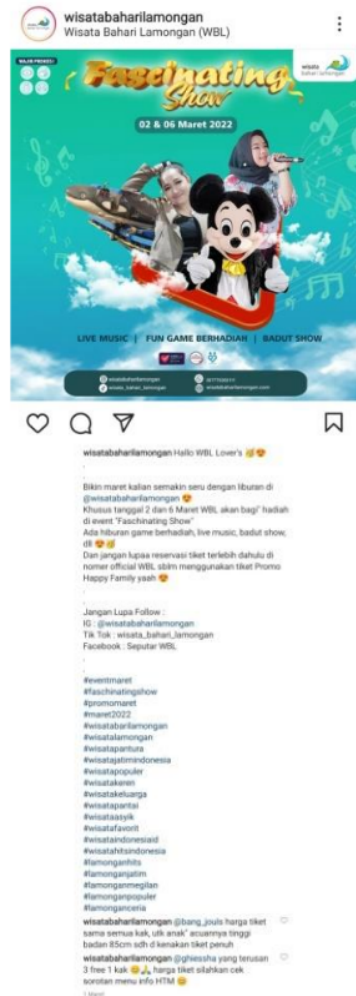 wisatabaharilamongan
Wisata Bahari Lamongan (WBL)
wisata
bahari lamongan
Fascinating
Show
02 & 06 Maret 2022
LIVE MUSIC | FUN GAME BERHADIAH | BADUT SHOW
wisatabaharilamongan
wisata_bahari_lamongan
wisatabaharilamongan.com
wisatabaharilamongan Hallo WBL Lover's 🥳😍
.
.
Bikin maret kalian semakin seru dengan liburan di
@wisatabaharilamongan 😍
Khusus tanggal 2 dan 6 Maret WBL akan bagi" hadiah
di event "Faschinating Show"
Ada hiburan game berhadiah, live music, badut show,
dll 😍🥳
Dan jangan lupaa reservasi tiket terlebih dahulu di
nomer official WBL sblm menggunakan tiket Promo
Happy Family yaah 😍
.
.
Jangan Lupa Follow :
IG : @wisatabaharilamongan
Tik Tok : wisata_bahari_lamongan
Facebook : Seputar WBL
.
.
#eventmaret
#faschinatingshow
#promomaret
#maret2022
#wisatabarilamongan
#wisatalamongan
#wisatapantura
#wisatajatimindonesia
#wisatapopuler
#wisatakeren
#wisatakeluarga
#wisatapantai
#wisataasyik
#wisatafavorit
#wisataindonesiaid
#wisatahitsindonesia
#lamonganhits
#lamonganjatim
#lamonganmegilan
#lamonganpopuler
#lamonganceria
wisatabaharilamongan @bang_jouls harga tiket
sama semua kak, utk anak" acuannya tinggi
badan 85cm sdh d kenakan tiket penuh
wisatabaharilamongan @ghiessha yang terusan
3 free 1 kak 😊🙏 harga tiket silahkan cek
sorotan menu info HTM 😊
1 Maret